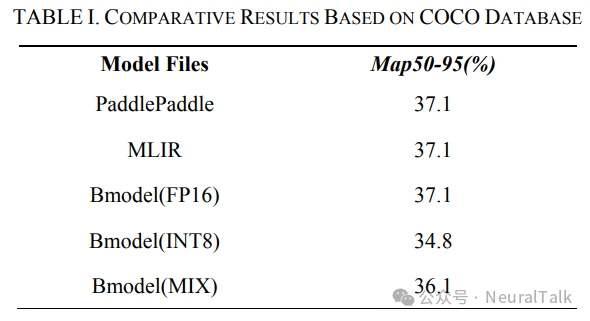 TABLE I. COMPARATIVE RESULTS BASED ON COCO DATABASE
Model Files Map50-95(%)
PaddlePaddle 37.1
MLIR 37.1
Bmodel(FP16) 37.1
Bmodel(INT8) 34.8
Bmodel(MIX) 36.1
公众号 · NeuralTalk